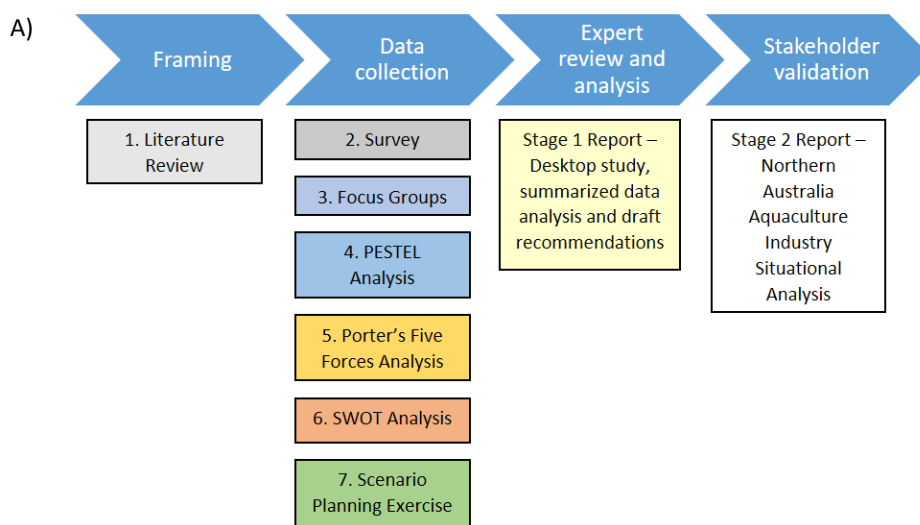 A)
Framing
Data
collection
Expert
review and
analysis
Stakeholder
validation
1. Literature
Review
2. Survey
3. Focus Groups
4. PESTEL
Analysis
5. Porter's Five
Forces Analysis
6. SWOT Analysis
7. Scenario
Planning Exercise
Stage 1 Report –
Desktop study,
summarized data
analysis and draft
recommendations
Stage 2 Report –
Northern
Australia
Aquaculture
Industry
Situational
Analysis